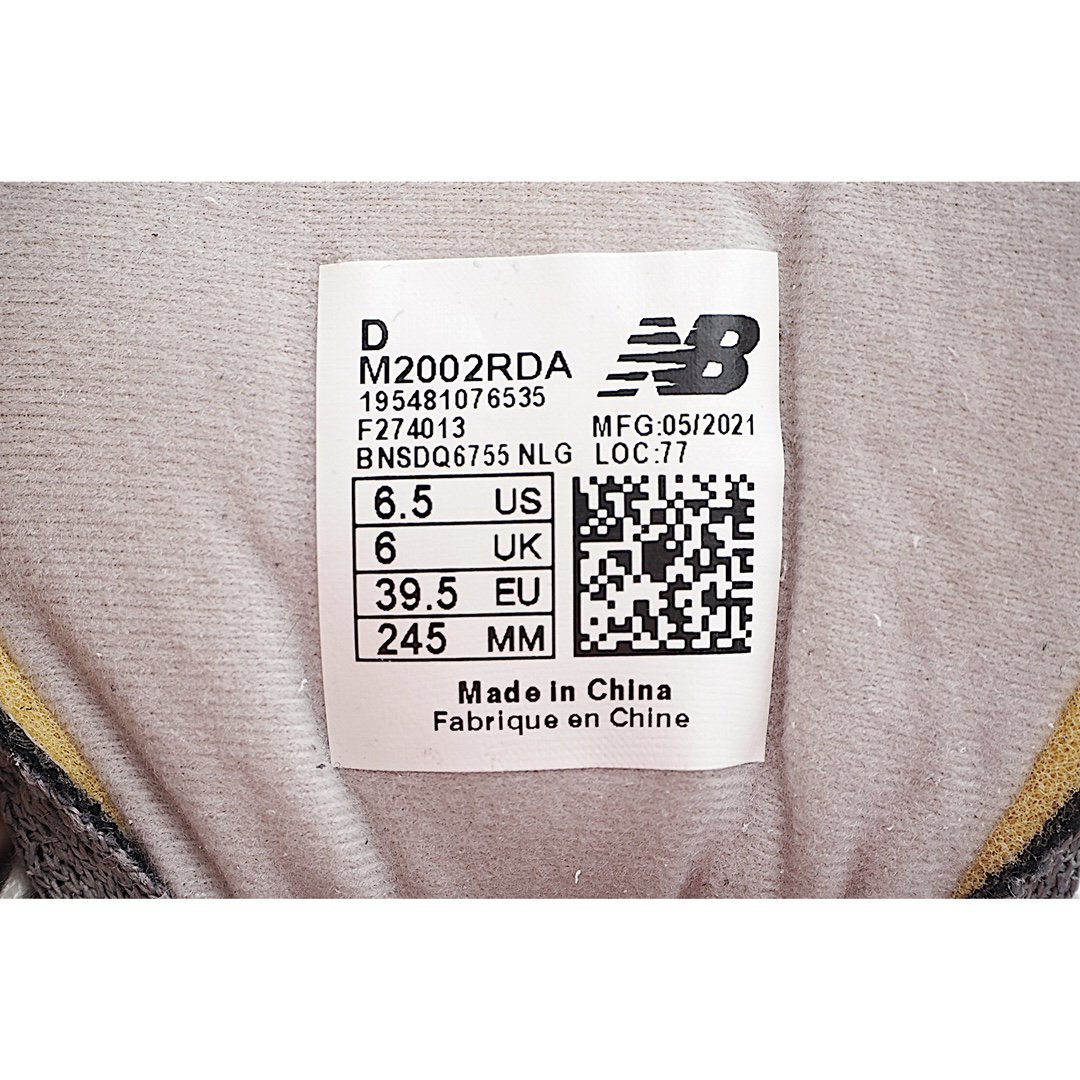 D
M2002RDA
195481076535
F274013
BNSDQ6755 NLG
NB
MFG:05/2021
LOC:77
6.5 US
6 UK
39.5 EU
245 MM
Made in China
Fabrique en Chine